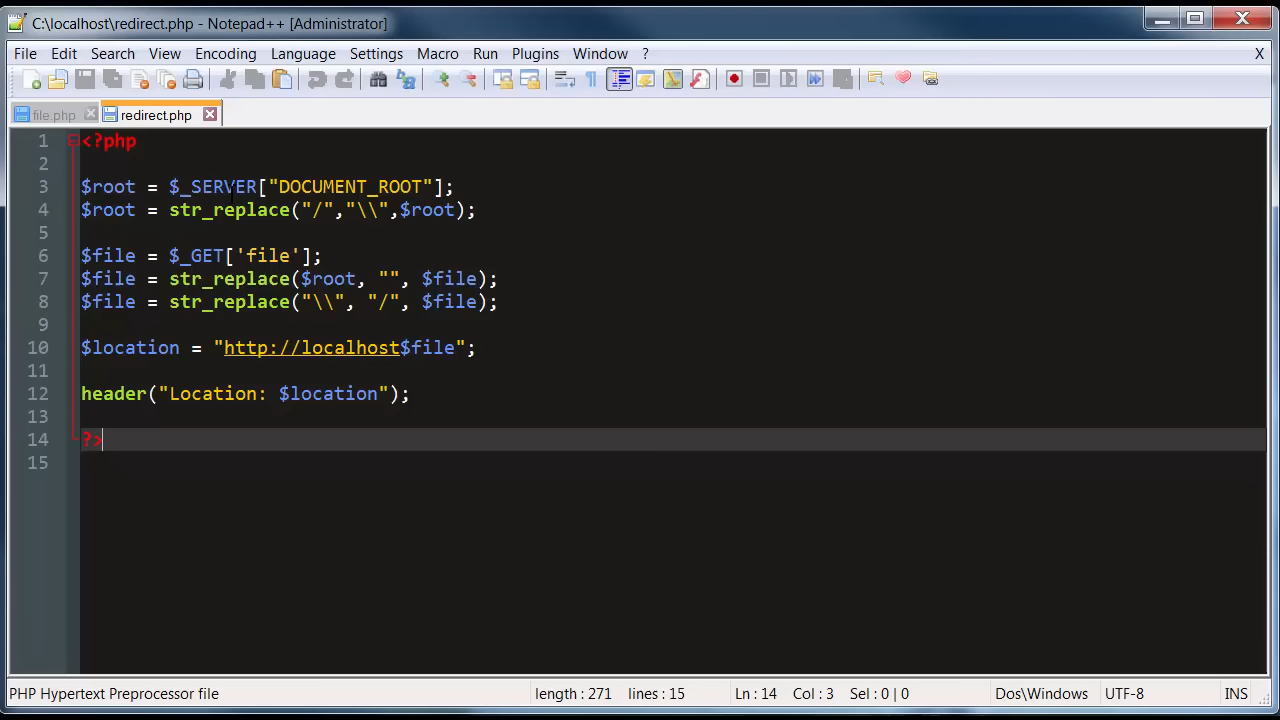 C:\localhost\redirect.php - Notepad++ [Administrator]
File Edit Search View Encoding Language Settings Macro Run Plugins Window ? X
file.php redirect.php
1 <?php
2
3 $root = $_SERVER["DOCUMENT_ROOT"];
4 $root = str_replace("/","\\",$root);
5
6 $file = $_GET['file'];
7 $file = str_replace($root, "", $file);
8 $file = str_replace("\\", "/", $file);
9
10 $location = "http://localhost$file";
11
12 header("Location: $location");
13
14 ?>
15
PHP Hypertext Preprocessor file length : 271 lines : 15 Ln : 14 Col : 3 Sel : 0 | 0 Dos\Windows UTF-8 INS